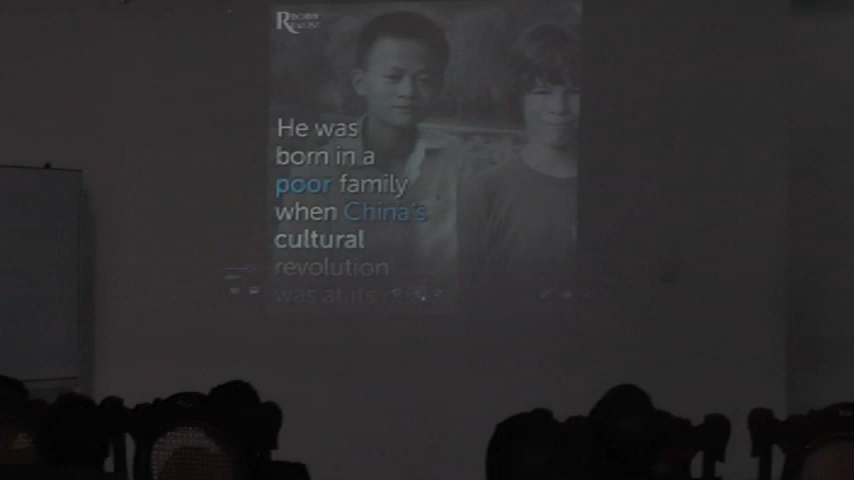 He was
born in a
poor family
when China's
cultural
revolution
was at its